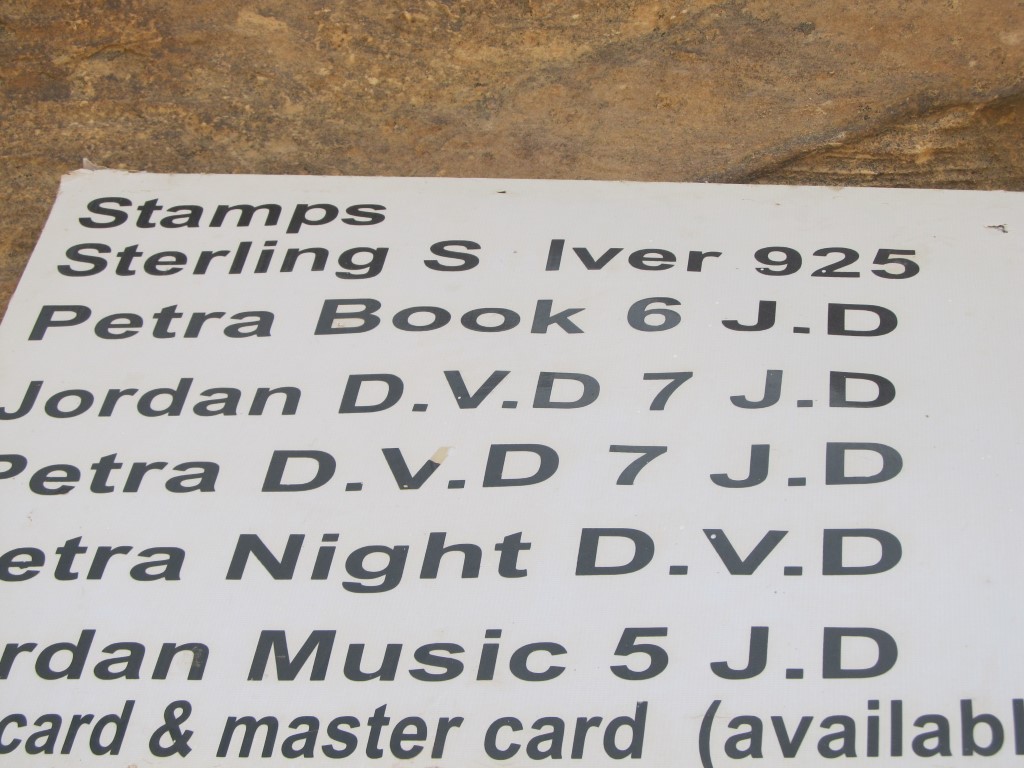 Stamps
Sterling S lver 925
Petra Book 6 J.D
Jordan D.V.D 7 J.D
Petra D.V.D 7 J.D
etra Night D.V.D
rdan Music 5 J.D
card & master card (availabl